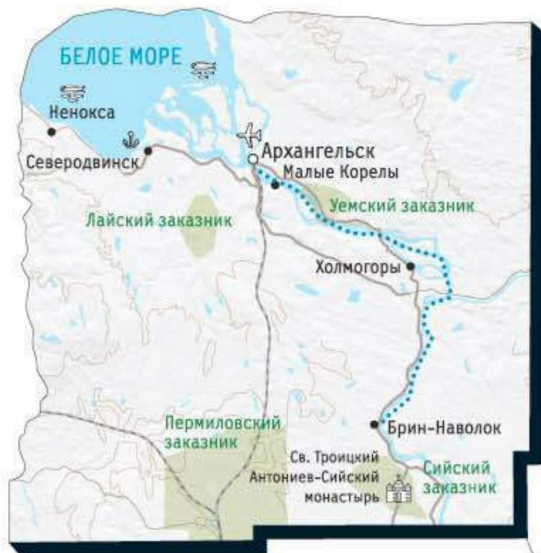 БЕЛОЕ МОРЕ
Ненокса
Северодвинск
Архангельск
Малые Корелы
Лайский заказник
Уемский заказник
Холмогоры
Пермиловский
заказник
Брин-Наволок
Св. Троицкий
Антониев-Сийский
монастырь
Сийский
заказник